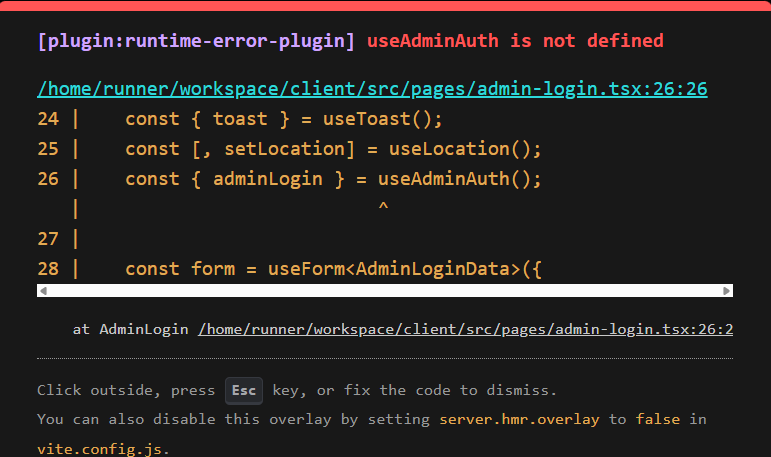 [plugin:runtime-error-plugin] useAdminAuth is not defined
/home/runner/workspace/client/src/pages/admin-login.tsx:26:26
24 |    const { toast } = useToast();
25 |    const [, setLocation] = useLocation();
26 |    const { adminLogin } = useAdminAuth();
   |                           ^
27 |
28 |    const form = useForm<AdminLoginData>({
at AdminLogin /home/runner/workspace/client/src/pages/admin-login.tsx:26:2
Click outside, press Esc key, or fix the code to dismiss.
You can also disable this overlay by setting server.hmr.overlay to false in
vite.config.js.